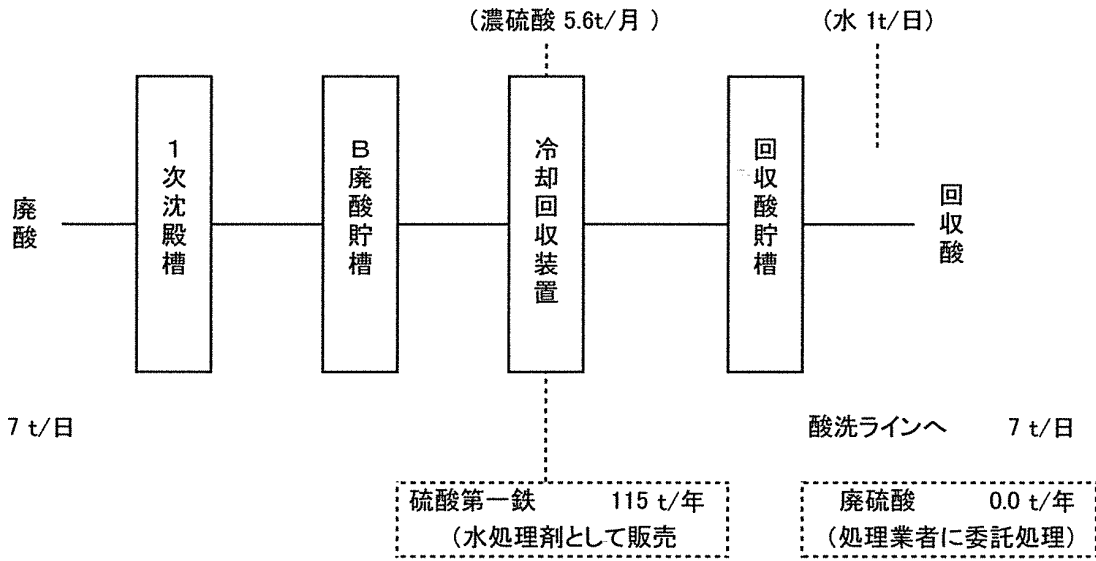 (濃硫酸 5.6t/月 )
(水 1t/日)
廃酸
1次沈殿槽
B廃酸貯槽
冷却回収装置
回収酸貯槽
回収酸
7 t/日
酸洗ラインへ 7 t/日
硫酸第一鉄 115 t/年
(水処理剤として販売
廃硫酸 0.0 t/年
(処理業者に委託処理)